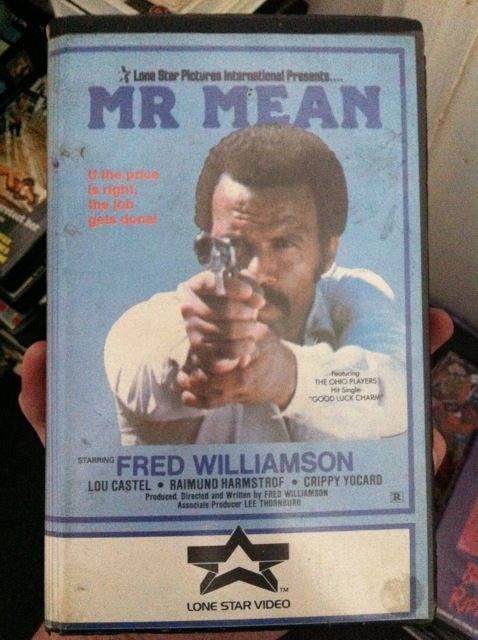 Lone Star Pictures International Presents....
MR MEAN
If the price
is right,
the job
gets done!
Featuring
THE OHIO PLAYERS
Hit Single
"GOOD LUCK CHARM"
STARRING FRED WILLIAMSON
LOU CASTEL • RAIMUND HARMSTROF • CRIPPY YOCARD
Produced, Directed and Written by FRED WILLIAMSON
Associate Producer LEE THORNBURG
R
TM
LONE STAR VIDEO